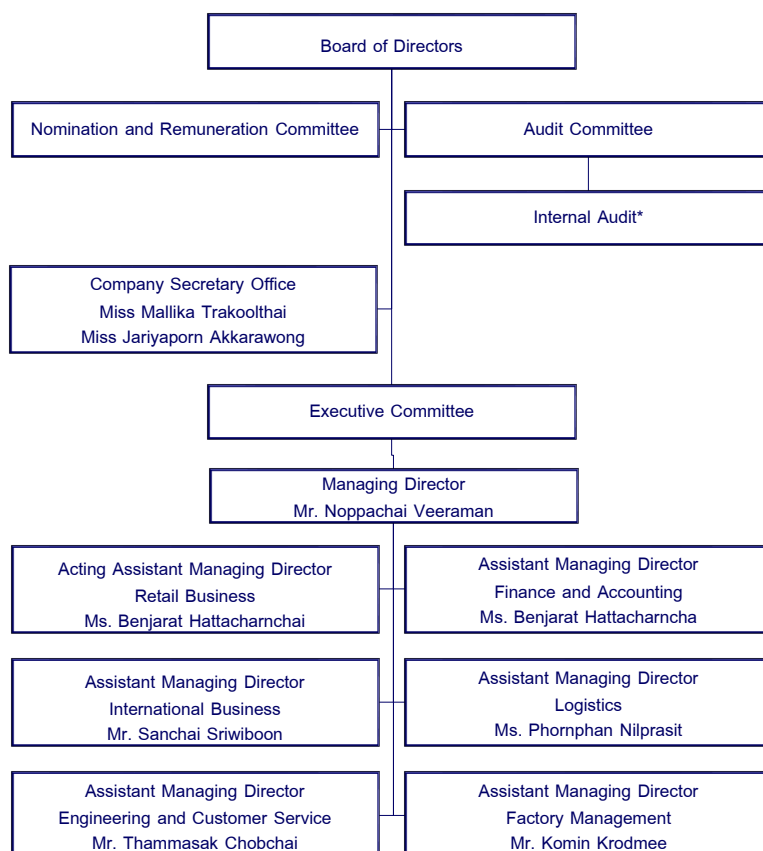 Board of Directors
Nomination and Remuneration Committee
Audit Committee
Internal Audit*
Company Secretary Office
Miss Mallika Trakoolthai
Miss Jariyaporn Akkarawong
Executive Committee
Managing Director
Mr. Noppachai Veeraman
Acting Assistant Managing Director
Retail Business
Ms. Benjarat Hattacharnchai
Assistant Managing Director
Finance and Accounting
Ms. Benjarat Hattacharncha
Assistant Managing Director
International Business
Mr. Sanchai Sriwiboon
Assistant Managing Director
Logistics
Ms. Phornphan Nilprasit
Assistant Managing Director
Engineering and Customer Service
Mr. Thammasak Chobchai
Assistant Managing Director
Factory Management
Mr. Komin Krodmee